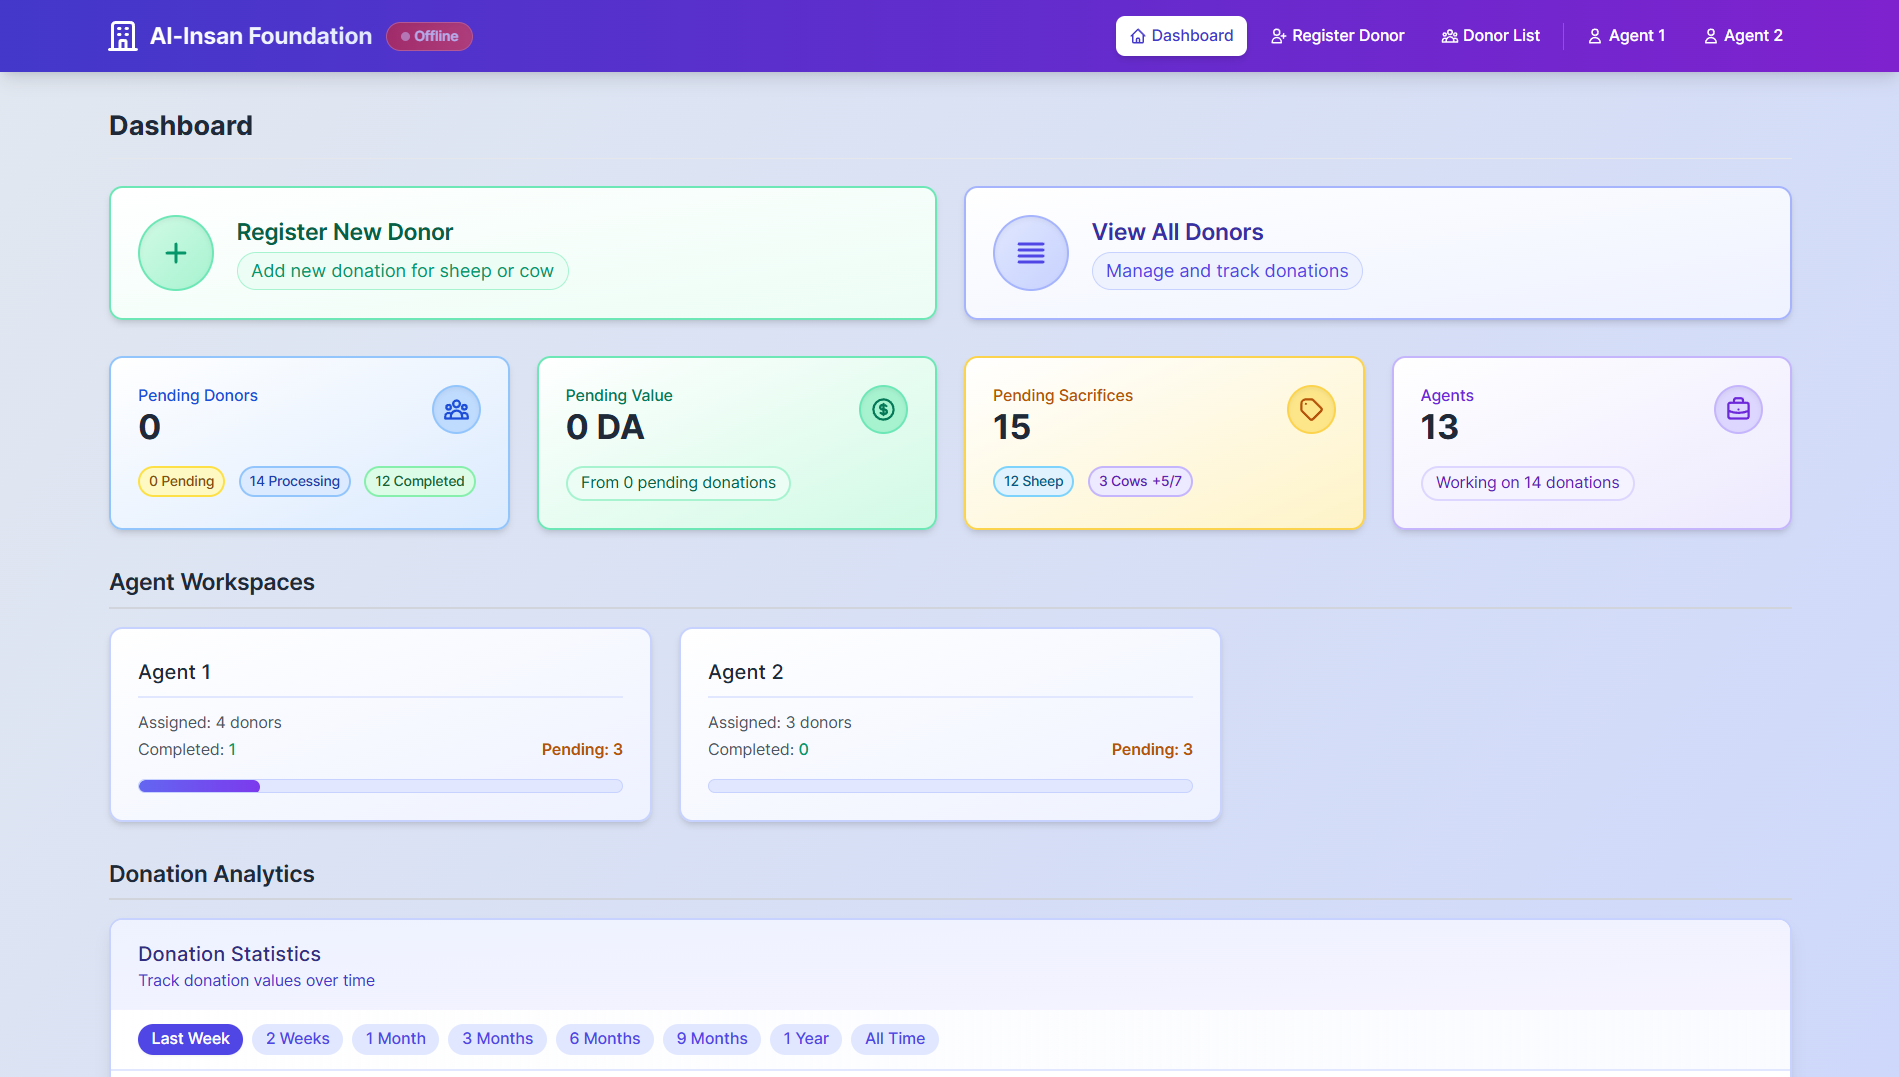 Al-Insan Foundation
Offline
Dashboard
Register Donor
Donor List
Agent 1
Agent 2
Dashboard
Register New Donor
Add new donation for sheep or cow
View All Donors
Manage and track donations
Pending Donors
0
0 Pending
14 Processing
12 Completed
Pending Value
0 DA
From 0 pending donations
Pending Sacrifices
15
12 Sheep
3 Cows +5/7
Agents
13
Working on 14 donations
Agent Workspaces
Agent 1
Assigned: 4 donors
Completed: 1
Pending: 3
Agent 2
Assigned: 3 donors
Completed: 0
Pending: 3
Donation Analytics
Donation Statistics
Track donation values over time
Last Week
2 Weeks
1 Month
3 Months
6 Months
9 Months
1 Year
All Time